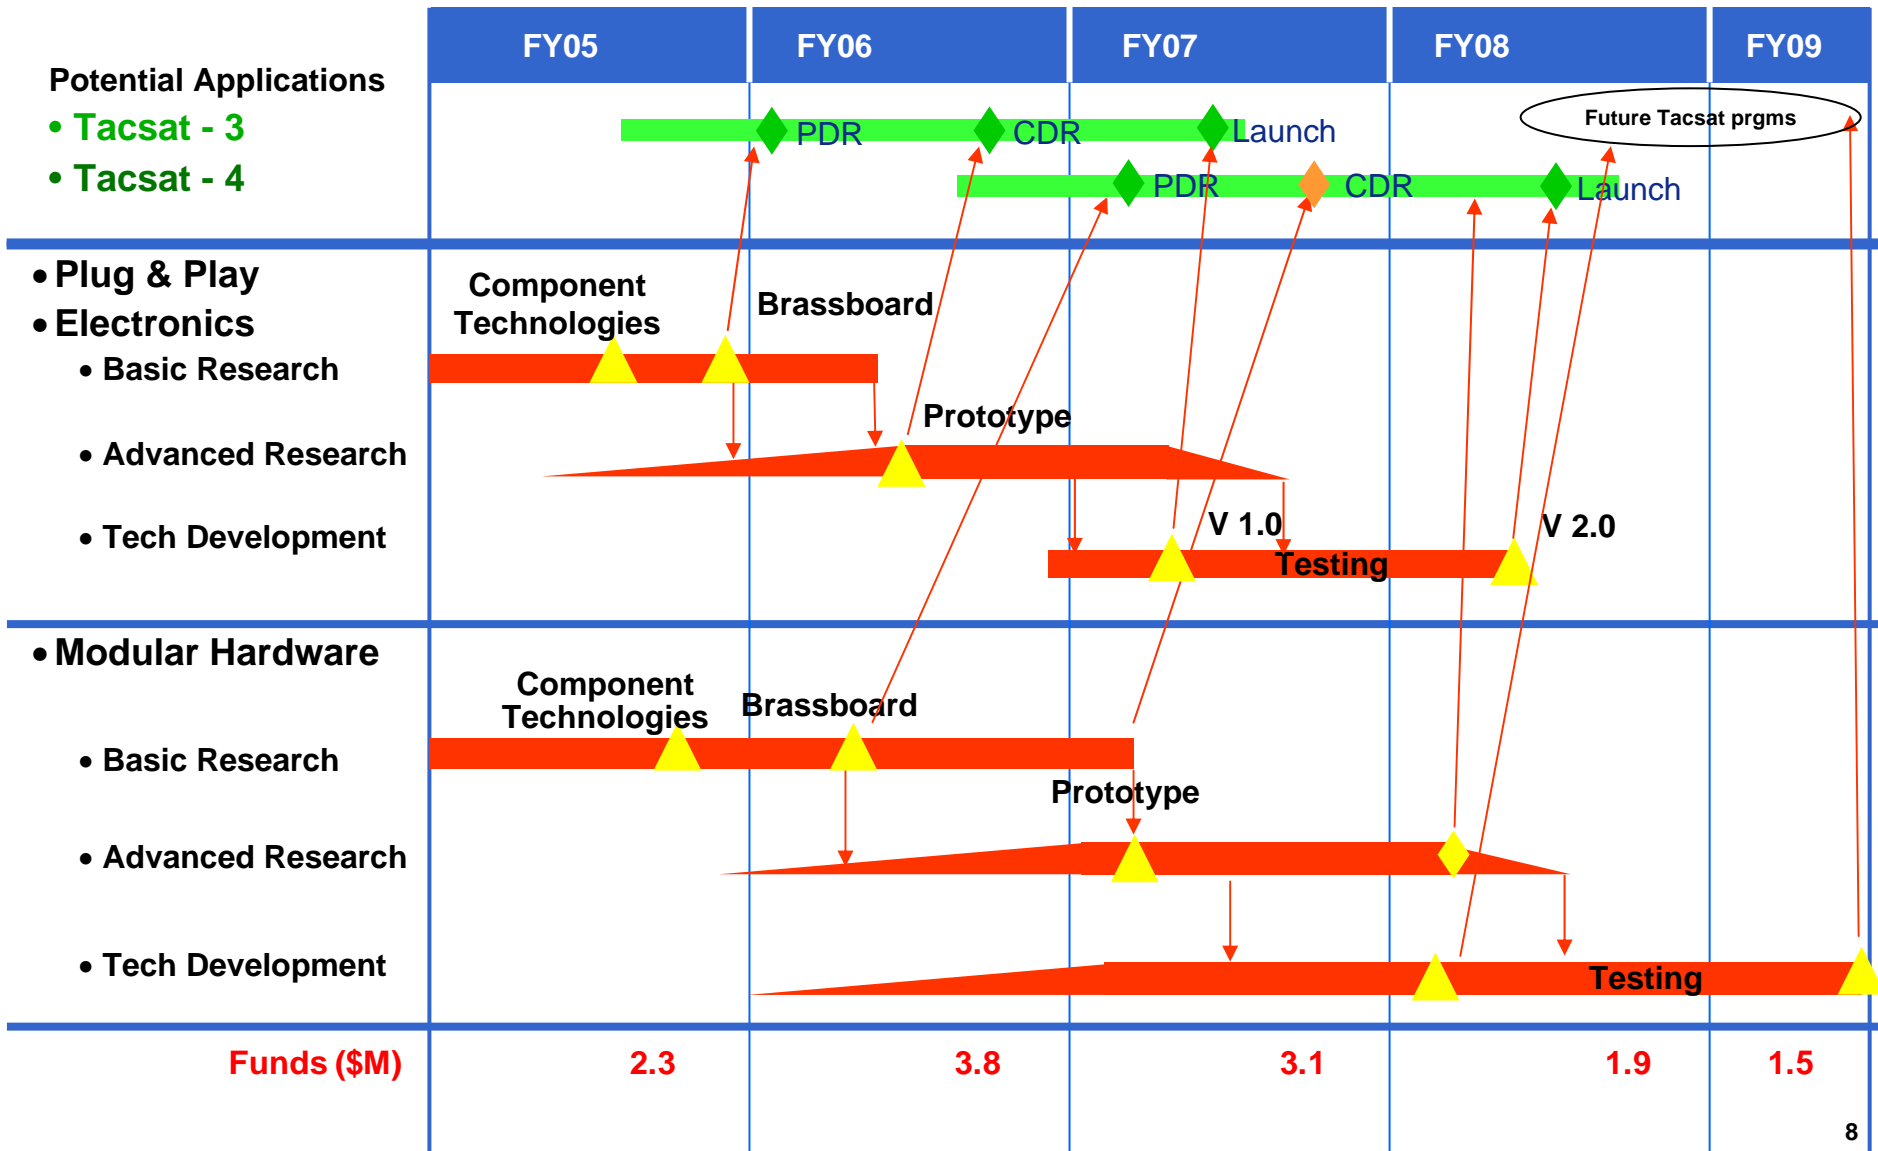 FY05 FY06 FY07 FY08 FY09
Potential Applications
• Tacsat - 3
• Tacsat - 4
PDR CDR Launch
Future Tacsat prgms
PDR CDR Launch
• Plug & Play
• Electronics
• Basic Research
• Advanced Research
• Tech Development
Component
Technologies
Brassboard
Prototype
V 1.0
Testing
V 2.0
• Modular Hardware
• Basic Research
• Advanced Research
• Tech Development
Component
Technologies
Brassboard
Prototype
Testing
Funds ($M) 2.3 3.8 3.1 1.9 1.5
8